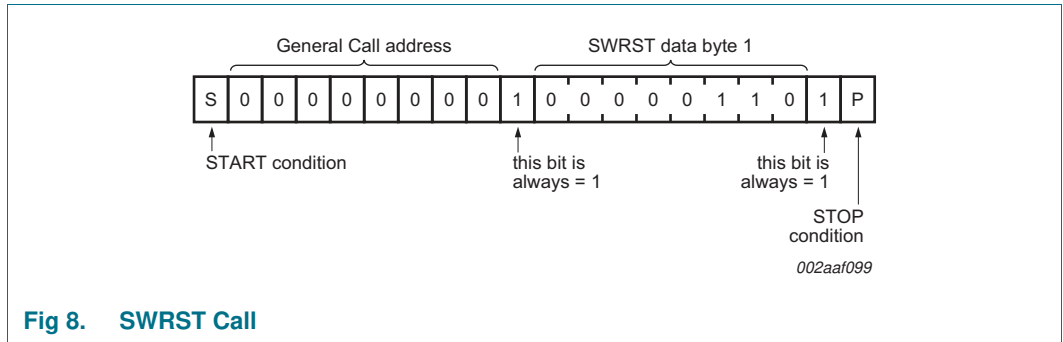 General Call address
SWRST data byte 1
S 0 0 0 0 0 0 0 0 1 0 0 0 0 0 1 1 0 1 P
START condition
this bit is
always = 1
this bit is
always = 1
STOP
condition
002aaf099
Fig 8. SWRST Call